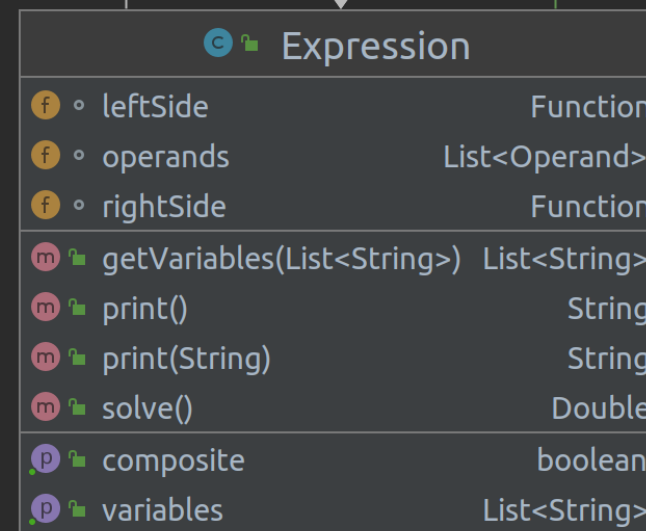 C Expression
f leftSide Function
f operands List<Operand>
f rightSide Function
m getVariables(List<String>) List<String>
m print() String
m print(String) String
m solve() Double
p composite boolean
p variables List<String>